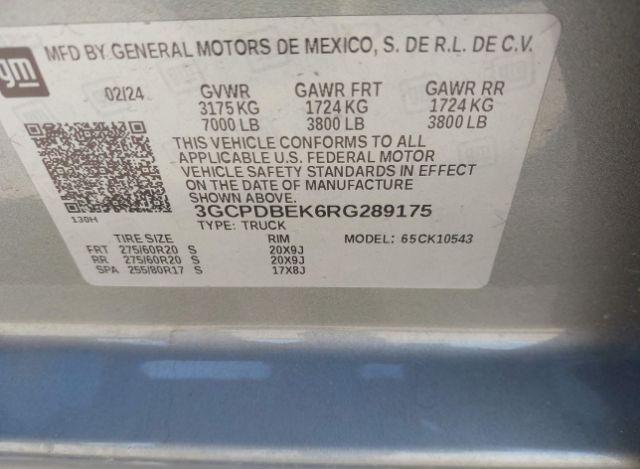 gm
MFD BY GENERAL MOTORS DE MEXICO, S. DE R.L. DE C.V.
02/24 GVWR GAWR FRT GAWR RR
3175 KG 1724 KG 1724 KG
7000 LB 3800 LB 3800 LB
THIS VEHICLE CONFORMS TO ALL
APPLICABLE U.S. FEDERAL MOTOR
VEHICLE SAFETY STANDARDS IN EFFECT
ON THE DATE OF MANUFACTURE
SHOWN ABOVE.
130H 3GCPDBEK6RG289175
TYPE: TRUCK
TIRE SIZE RIM MODEL: 65CK10543
FRT 275/60R20 S 20X9J
RR 275/60R20 S 20X9J
SPA 255/80R17 S 17X8J